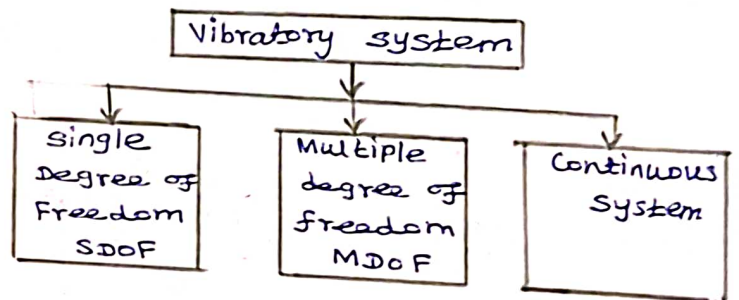 Vibratory system
single
Degree of
Freedom
SDOF
Multiple
degree of
freedom
MDOF
Continuous
System